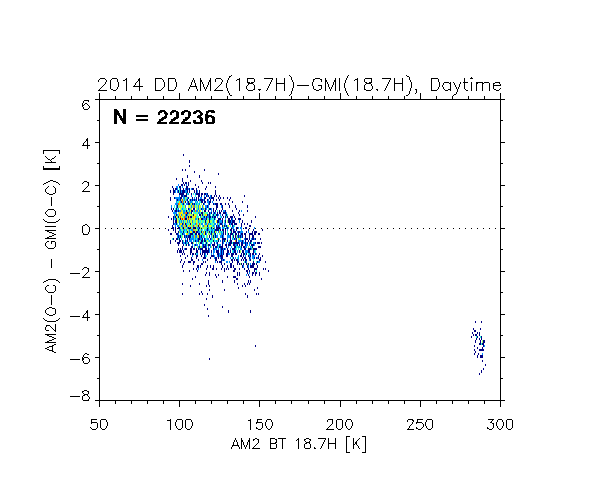 2014 DD AM2(18.7H)−GMI(18.7H), Daytime
N = 22236
6
4
2
0
−2
−4
−6
−8
AM2(O−C) − GMI(O−C) [K]
50 100 150 200 250 300
AM2 BT 18.7H [K]